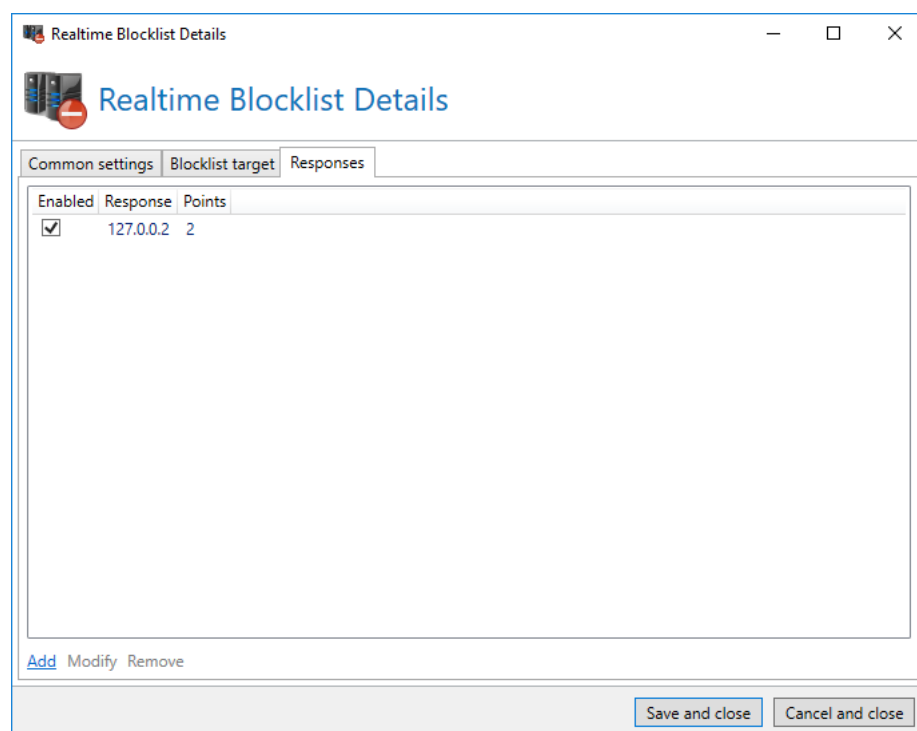 Realtime Blocklist Details
Realtime Blocklist Details
Common settings Blocklist target Responses
Enabled Response Points
127.0.0.2 2
Add Modify Remove
Save and close Cancel and close